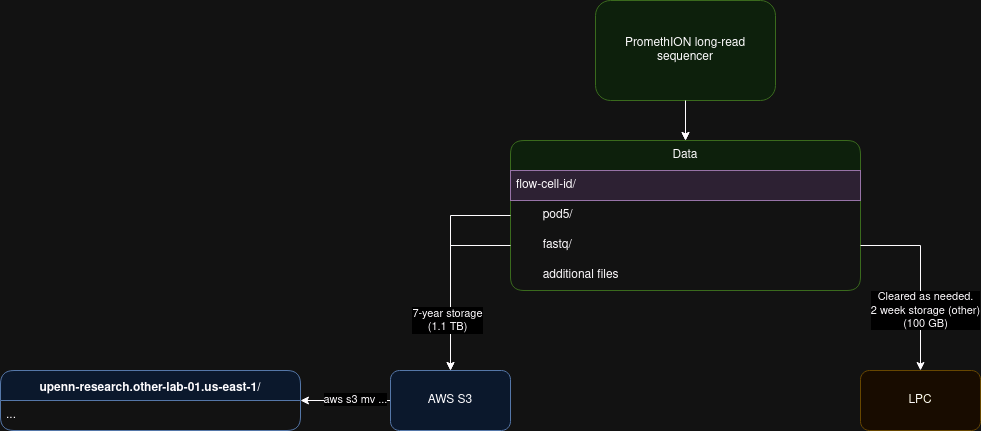 PromethION long-read
sequencer
Data
flow-cell-id/
pod5/
fastq/
additional files
7-year storage
(1.1 TB)
Cleared as needed.
2 week storage (other)
(100 GB)
upenn-research.other-lab-01.us-east-1/
...
aws s3 mv ...
AWS S3
LPC